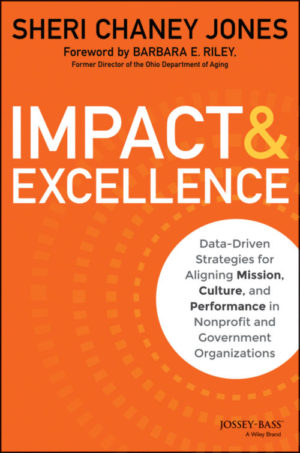 SHERI CHANEY JONES
Foreword by BARBARA E. RILEY.
Former Director of the Ohio Department of Aging
IMPACT &
EXCELLENCE
Data-Driven
Strategies for
Aligning Mission,
Culture, and
Performance in
Nonprofit and
Government
Organizations
JOSSEY-BASS™
A Wiley Brand